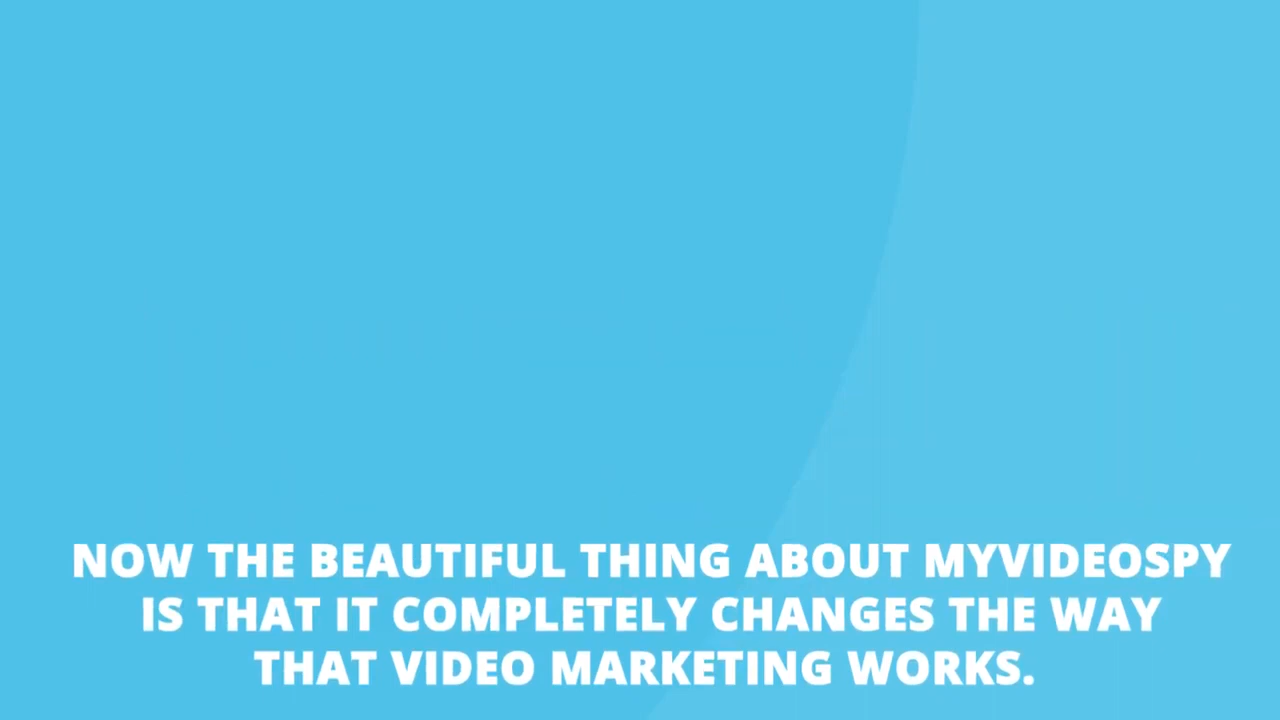 NOW THE BEAUTIFUL THING ABOUT MYVIDEOSPY
IS THAT IT COMPLETELY CHANGES THE WAY
THAT VIDEO MARKETING WORKS.